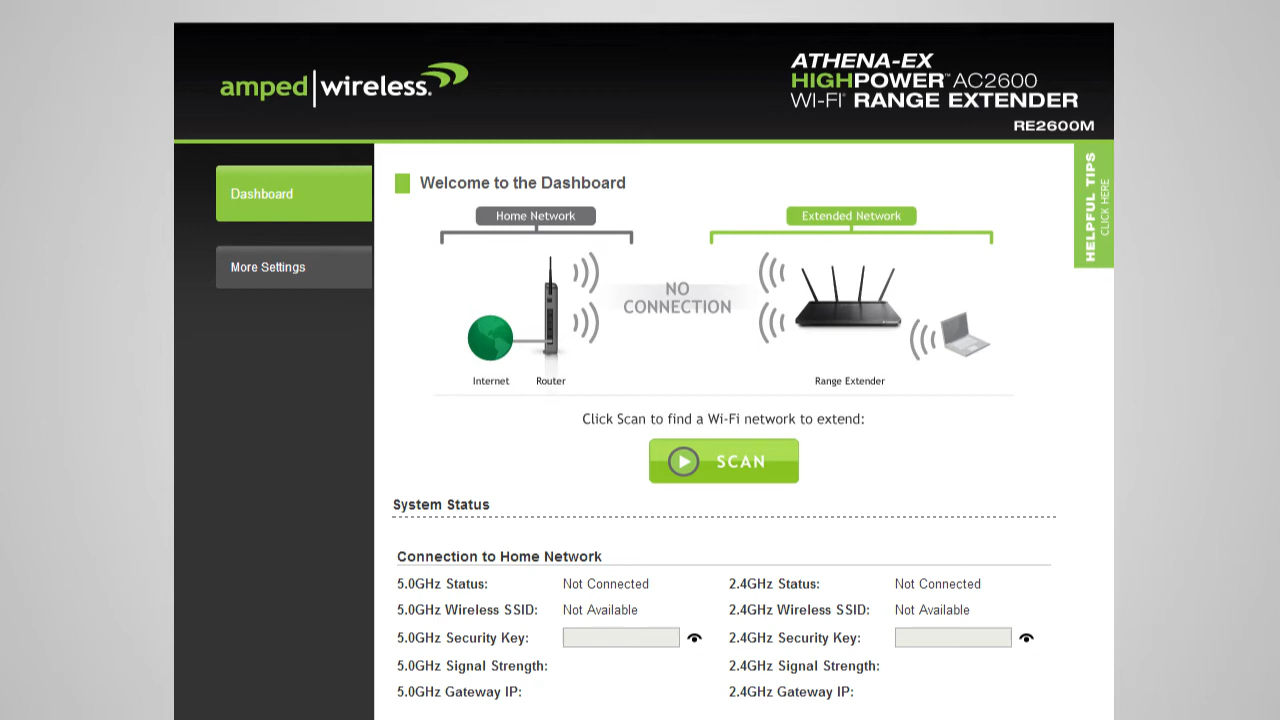 amped wireless.
ATHENA-EX
HIGHPOWER™ AC2600
WI-FI® RANGE EXTENDER
RE2600M
HELPFUL TIPS
CLICK HERE
Dashboard
More Settings
Welcome to the Dashboard
Home Network
Extended Network
NO
CONNECTION
Internet Router Range Extender
Click Scan to find a Wi-Fi network to extend:
SCAN
System Status
Connection to Home Network
5.0GHz Status: Not Connected 2.4GHz Status: Not Connected
5.0GHz Wireless SSID: Not Available 2.4GHz Wireless SSID: Not Available
5.0GHz Security Key: 2.4GHz Security Key:
5.0GHz Signal Strength: 2.4GHz Signal Strength:
5.0GHz Gateway IP: 2.4GHz Gateway IP: